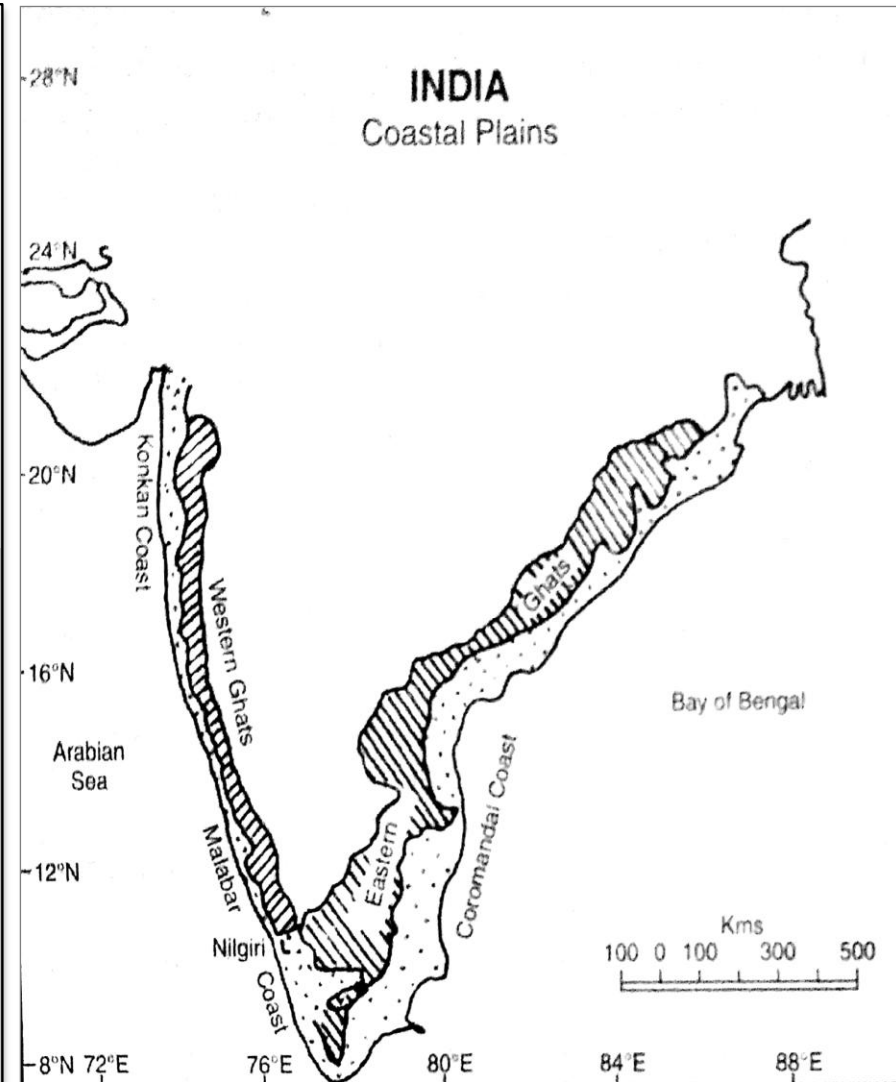 INDIA
Coastal Plains
28°N
24°N
20°N
16°N
12°N
8°N 72°E 76°E 80°E 84°E 88°E
Konkan Coast
Western Ghats
Arabian
Sea
Malabar
Nilgiri
Coast
Eastern
Ghats
Coromandal Coast
Bay of Bengal
Kms
100 0 100 300 500